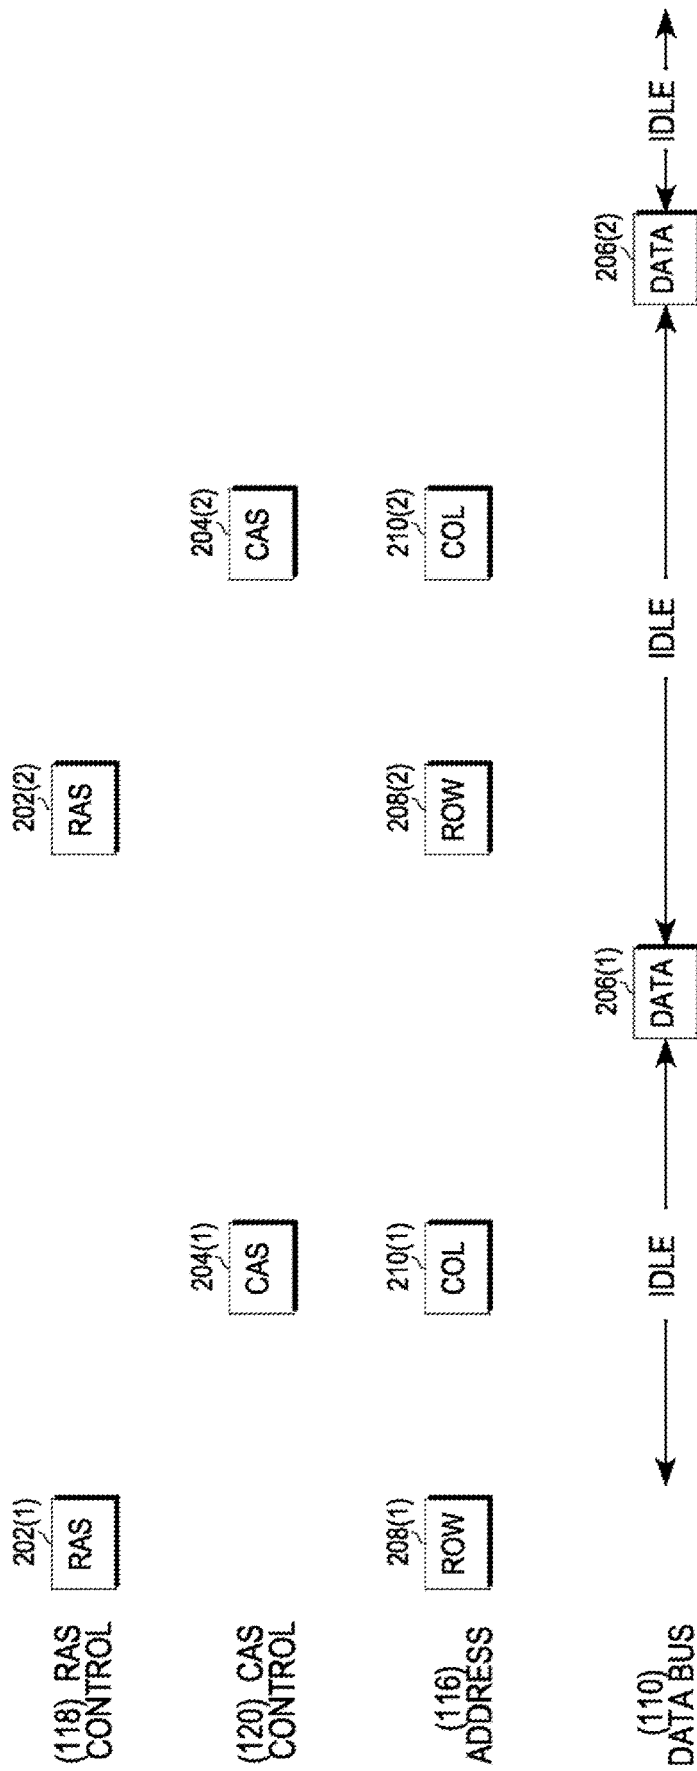 (118) RAS
CONTROL
202(1)
RAS
202(2)
RAS
(120) CAS
CONTROL
204(1)
CAS
204(2)
CAS
(116)
ADDRESS
208(1)
ROW
210(1)
COL
208(2)
ROW
210(2)
COL
(110)
DATA BUS
IDLE
206(1)
DATA
IDLE
206(2)
DATA
IDLE